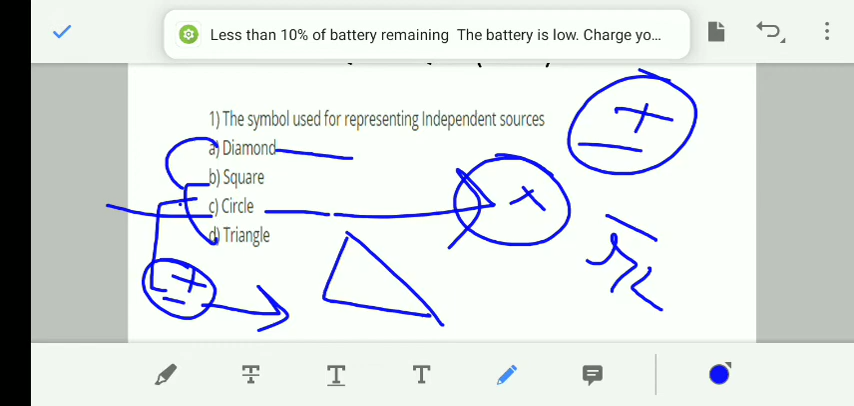 Less than 10% of battery remaining The battery is low. Charge yo...
1) The symbol used for representing Independent sources
a) Diamond
b) Square
c) Circle
d) Triangle
+
−
+
+
=
T
T
T